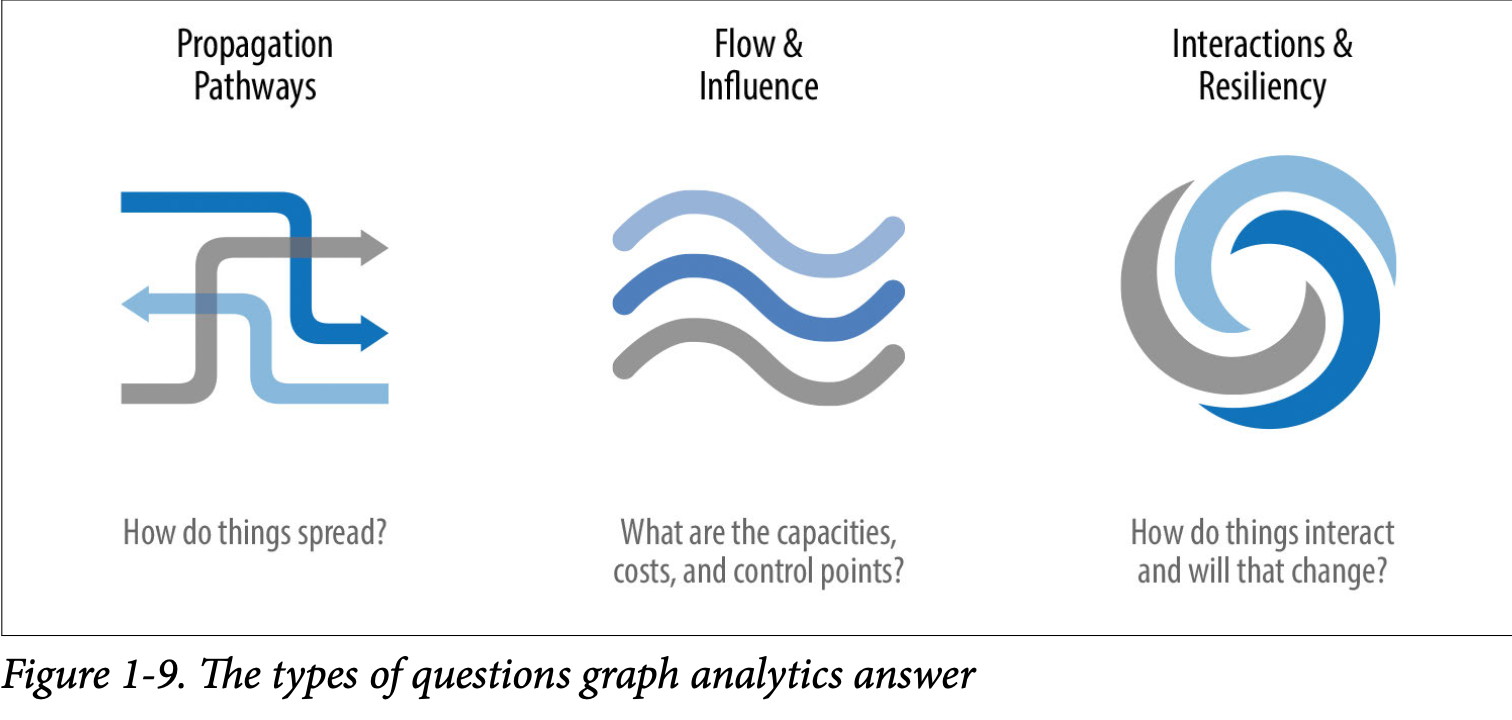 Propagation
Pathways
Flow &
Influence
Interactions &
Resiliency
How do things spread?
What are the capacities,
costs, and control points?
How do things interact
and will that change?
Figure 1-9. The types of questions graph analytics answer